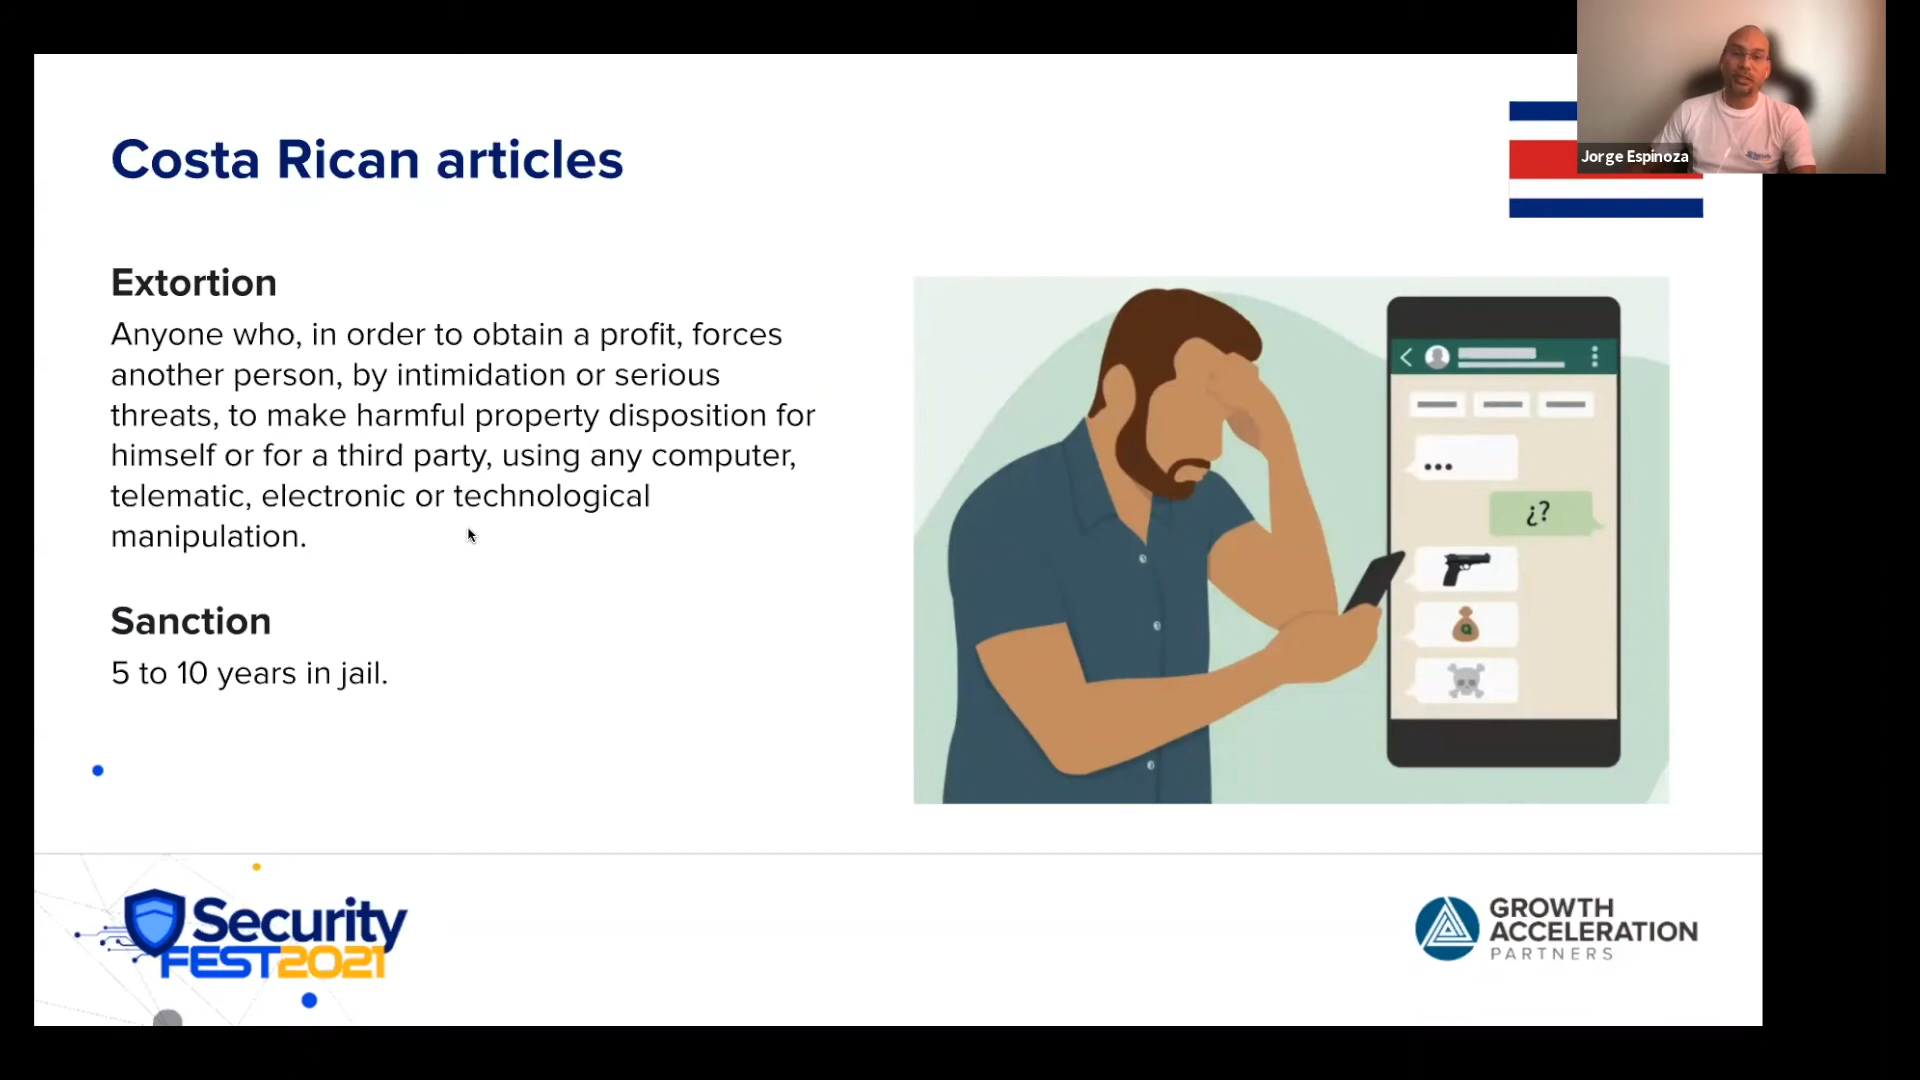 Costa Rican articles
Jorge Espinoza
Extortion
Anyone who, in order to obtain a profit, forces
another person, by intimidation or serious
threats, to make harmful property disposition for
himself or for a third party, using any computer,
telematic, electronic or technological
manipulation.
Sanction
5 to 10 years in jail.
...
¿?
Q
Security
FEST2021
GROWTH
ACCELERATION
PARTNERS